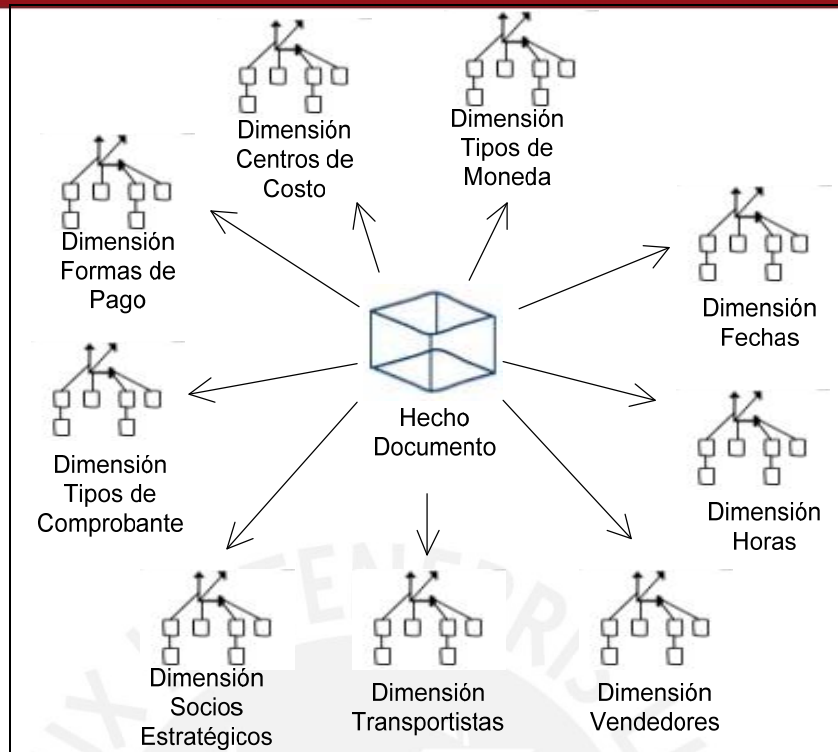 Dimensión
Centros de
Costo
Dimensión
Tipos de
Moneda
Dimensión
Formas de
Pago
Dimensión
Fechas
Dimensión
Tipos de
Comprobante
Hecho
Documento
Dimensión
Horas
Dimensión
Socios
Estratégicos
Dimensión
Transportistas
Dimensión
Vendedores